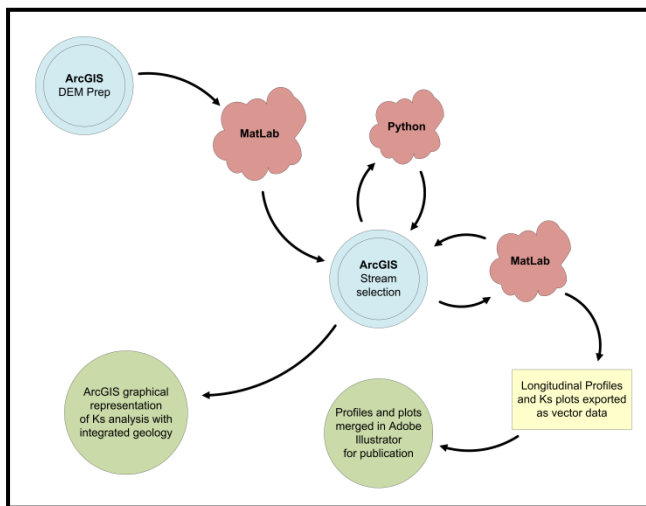 ArcGIS
DEM Prep
MatLab
Python
ArcGIS
Stream
selection
MatLab
ArcGIS graphical
representation
of Ks analysis with
integrated geology
Profiles and plots
merged in Adobe
Illustrator
for publication
Longitudinal Profiles
and Ks plots exported
as vector data